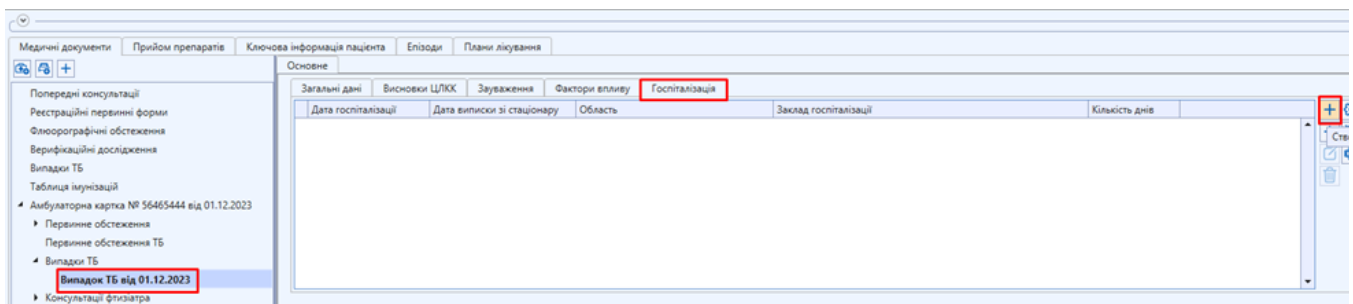 Медичні документи Прийом препаратів Ключова інформація пацієнта Епізоди Плани лікування
Основне
Загальні дані Висновки ЦЛКК Зауваження Фактори впливу Госпіталізація
Дата госпіталізації Дата виписки зі стаціонару Область Заклад госпіталізації Кількість днів
Попередні консультації
Реєстраційні первинні форми
Флюорографічні обстеження
Верифікаційні дослідження
Випадки ТБ
Таблиця імунізацій
Амбулаторна картка № 56465444 від 01.12.2023
Первинне обстеження
Первинне обстеження ТБ
Випадки ТБ
Випадок ТБ від 01.12.2023
Консультації фтизіатра